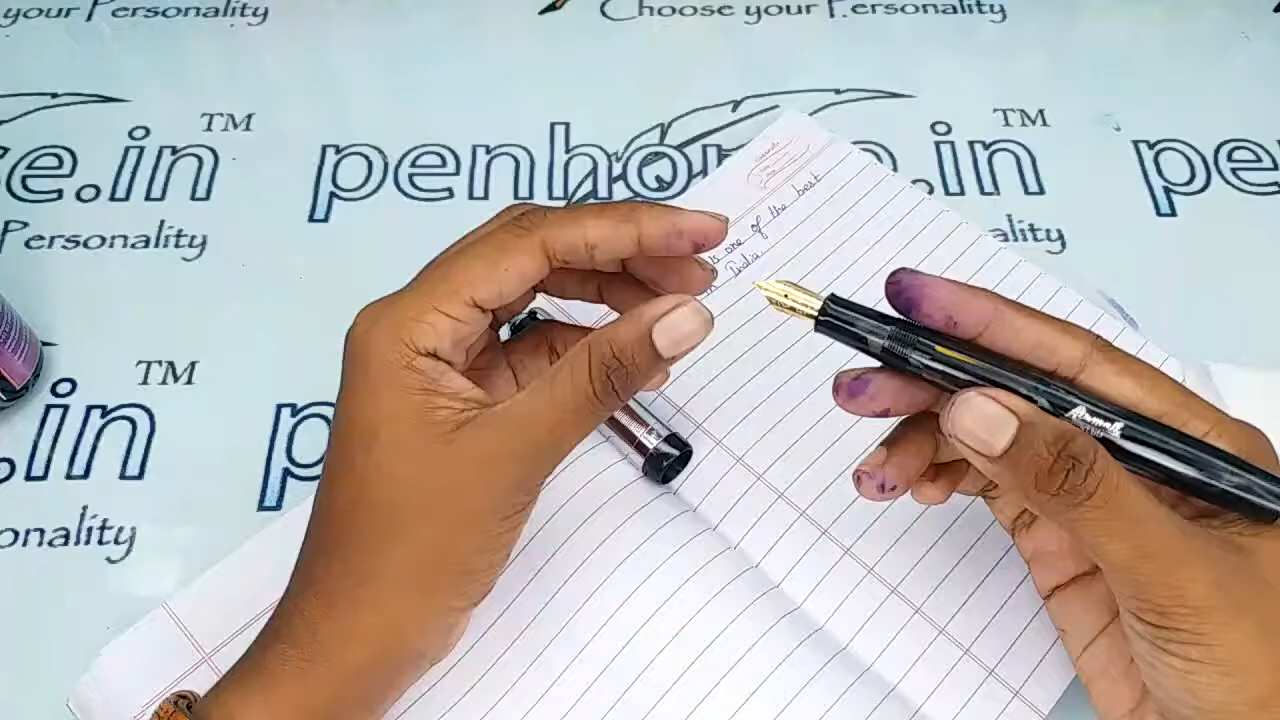 your Personality
Choose your Personality
se.in TM
penho e.in TM
pe
Personality
ality
is one of the best
India
TM
.in
p
onality